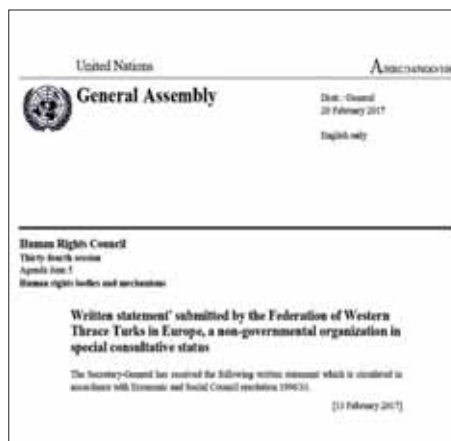 United Nations
A/HRC/34/NGO/
General Assembly
Distr.: General
20 February 2017
English only
Human Rights Council
Thirty-fourth session
Agenda item 5
Human rights bodies and mechanisms
Written statement* submitted by the Federation of Western
Thrace Turks in Europe, a non-governmental organization in
special consultative status
The Secretary-General has received the following written statement which is circulated in
accordance with Economic and Social Council resolution 1996/31.
[13 February 2017]